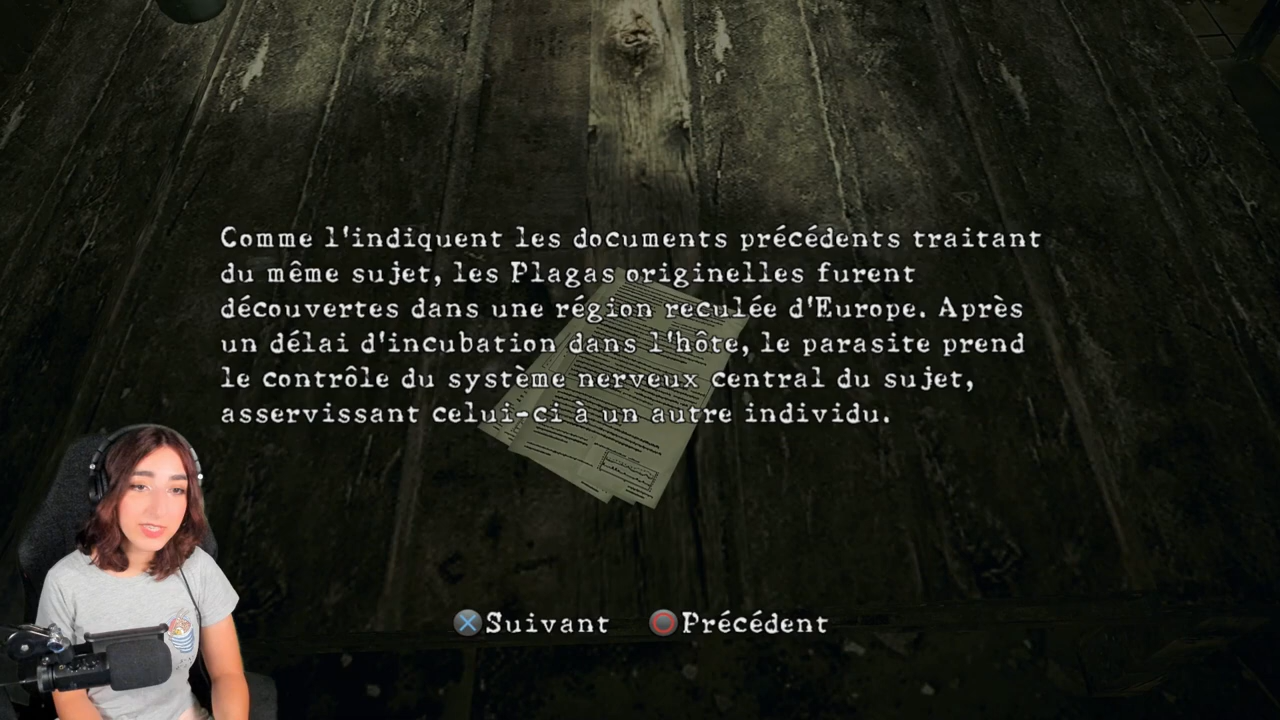 Comme l'indiquent les documents précédents traitant
du même sujet, les Plagas originelles furent
découvertes dans une région reculée d'Europe. Après
un délai d'incubation dans l'hôte, le parasite prend
le contrôle du système nerveux central du sujet,
asservissant celui-ci à un autre individu.
Suivant Précédent